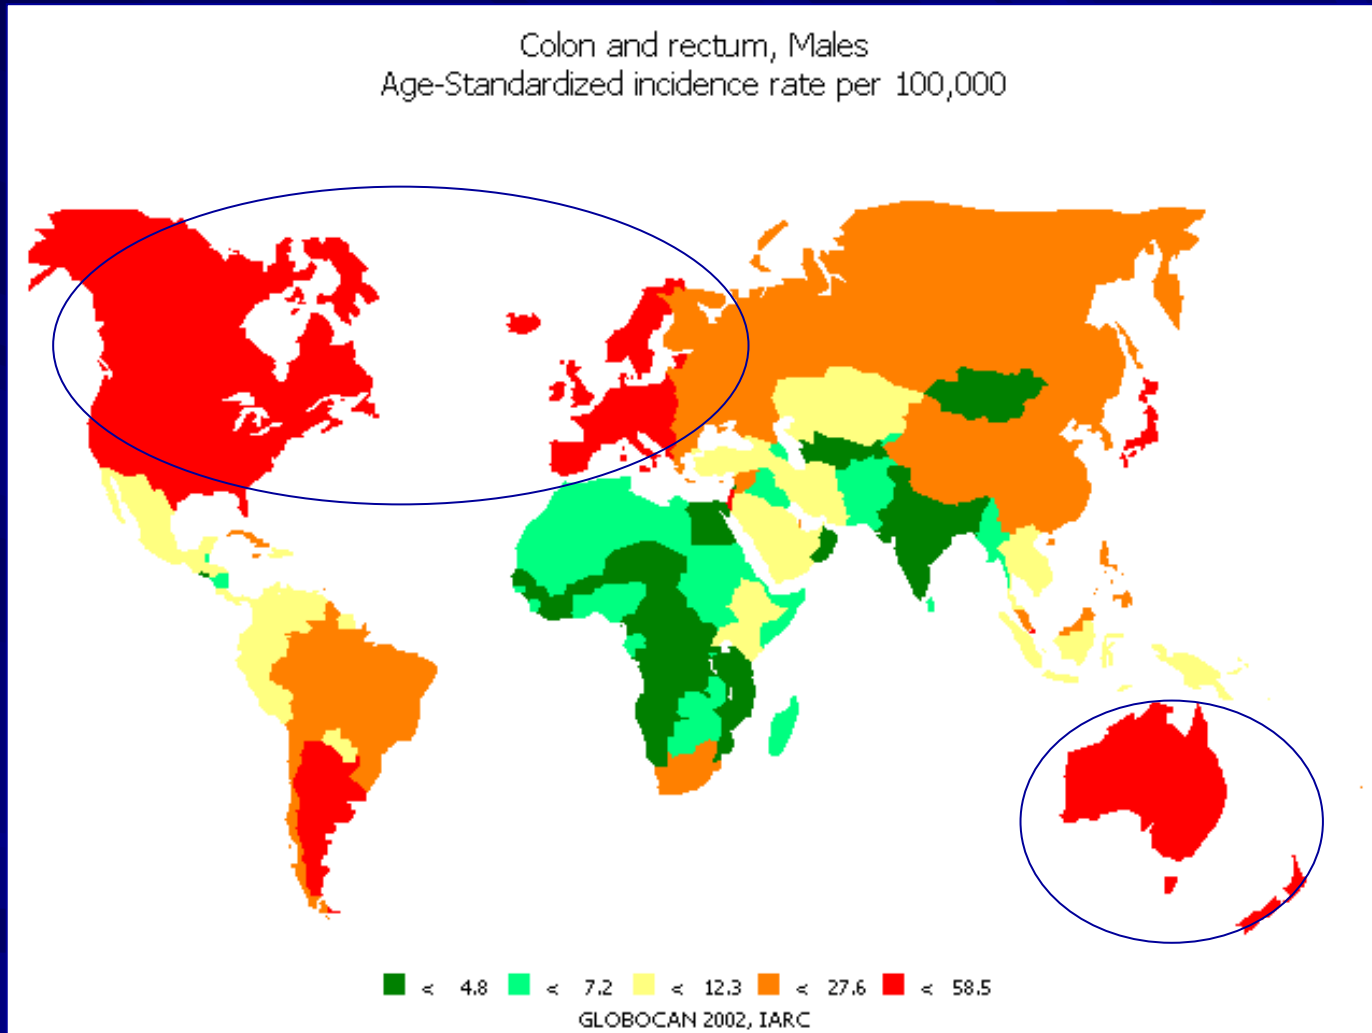 Colon and rectum, Males
Age-Standardized incidence rate per 100,000
< 4.8 < 7.2 < 12.3 < 27.6 < 58.5
GLOBOCAN 2002, IARC